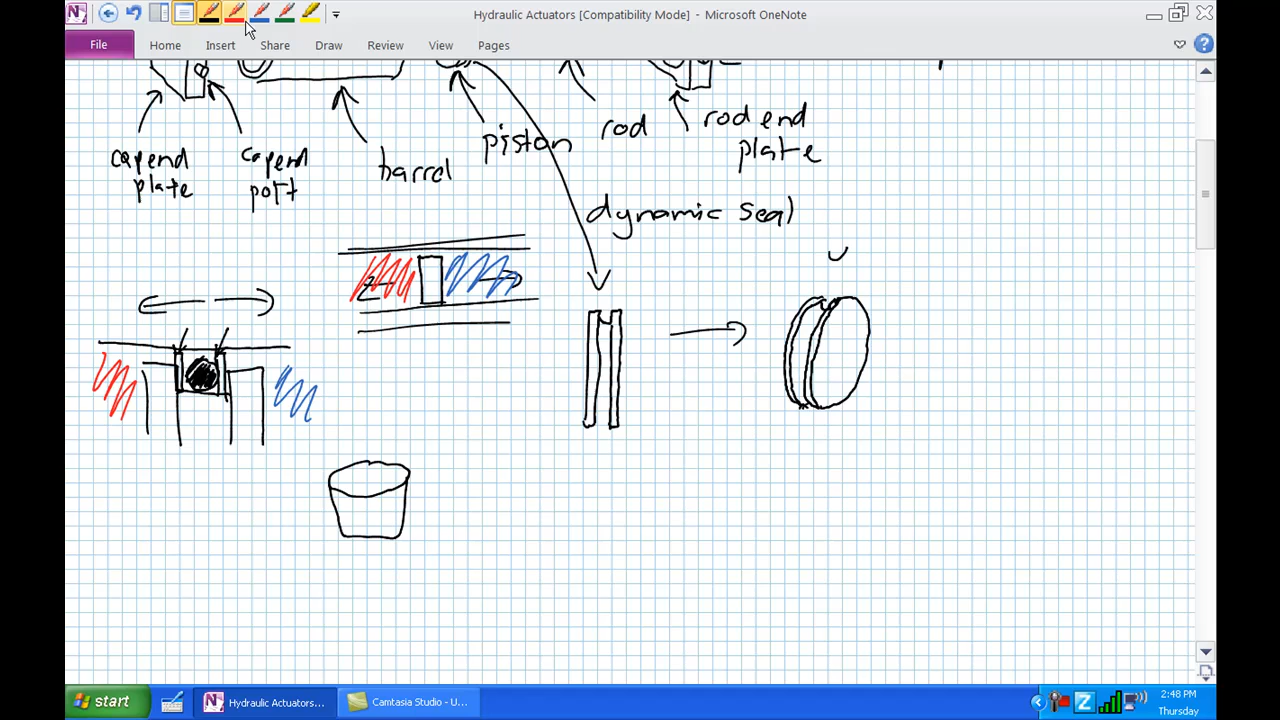 Hydraulic Actuators [Compatibility Mode] - Microsoft OneNote
File Home Insert Share Draw Review View Pages
capend
plate
capend
port
barrel
piston
rod
rod end
plate
dynamic seal
start
Hydraulic Actuators...
Camtasia Studio - U...
2:48 PM
Thursday